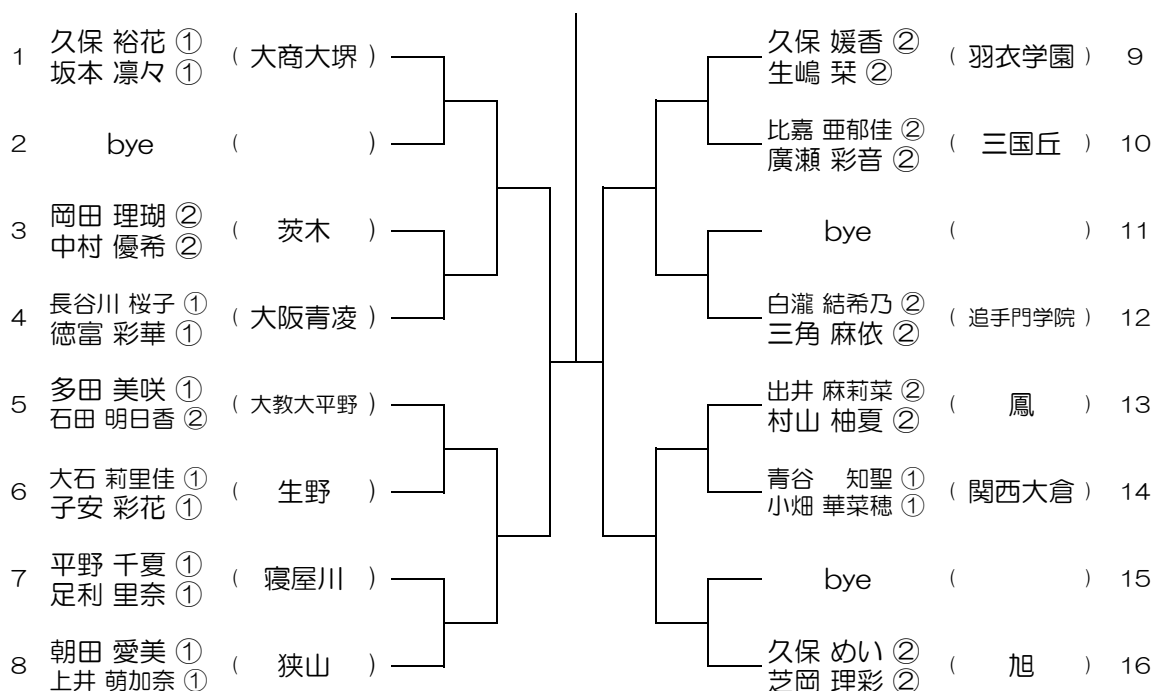 1 久保 裕花 ① ( 大商大堺 )
坂本 凛々 ①
2 bye ( )
3 岡田 理瑚 ② ( 茨木 )
中村 優希 ②
4 長谷川 桜子 ① ( 大阪青凌 )
徳富 彩華 ①
5 多田 美咲 ① ( 大教大平野 )
石田 明日香 ②
6 大石 莉里佳 ① ( 生野 )
子安 彩花 ①
7 平野 千夏 ① ( 寝屋川 )
足利 里奈 ①
8 朝田 愛美 ① ( 狭山 )
上井 萌加奈 ①
久保 媛香 ② ( 羽衣学園 ) 9
生嶋 栞 ②
比嘉 亜郁佳 ② ( 三国丘 ) 10
廣瀬 彩音 ②
bye ( ) 11
白瀧 結希乃 ② ( 追手門学院 ) 12
三角 麻依 ②
出井 麻莉菜 ② ( 鳳 ) 13
村山 柚夏 ②
青谷 知聖 ① ( 関西大倉 ) 14
小畑 華菜穂 ①
bye ( ) 15
久保 めい ② ( 旭 ) 16
芝岡 理彩 ②